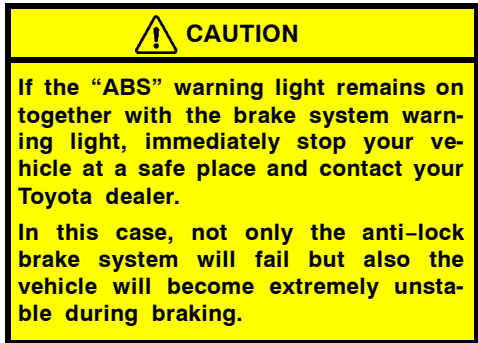 CAUTION
If the “ABS” warning light remains on
together with the brake system warn-
ing light, immediately stop your ve-
hicle at a safe place and contact your
Toyota dealer.
In this case, not only the anti−lock
brake system will fail but also the
vehicle will become extremely unsta-
ble during braking.